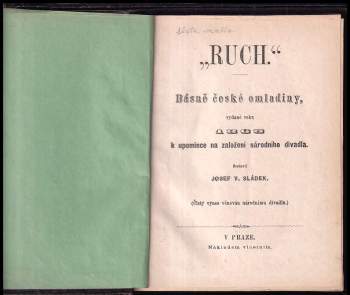 „RUCH.“
Básně české omladiny,
vydané roku
1868
k upomínce na založení národního divadla.
Sestavil
JOSEF V. SLÁDEK.
(Čistý výnos věnován národnímu divadlu.)
V PRAZE.
Nákladem vlastním.